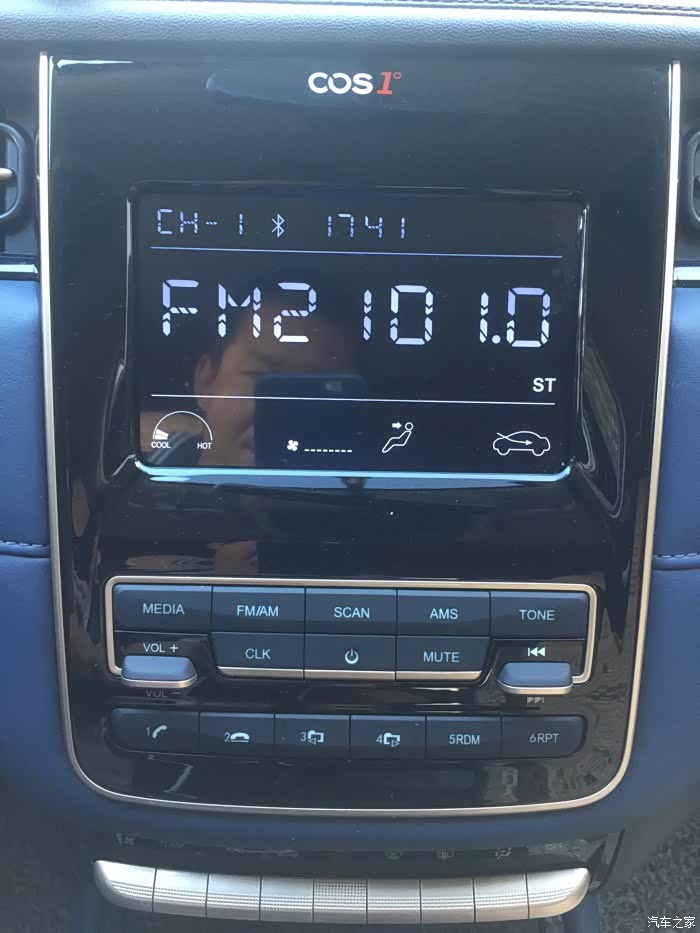 COS1°
CH-1 1741
FM2 101.0
ST
COOL HOT
MEDIA FM/AM SCAN AMS TONE
VOL + CLK MUTE
VOL -
1 2 3 4 5RDM 6RPT
汽车之家